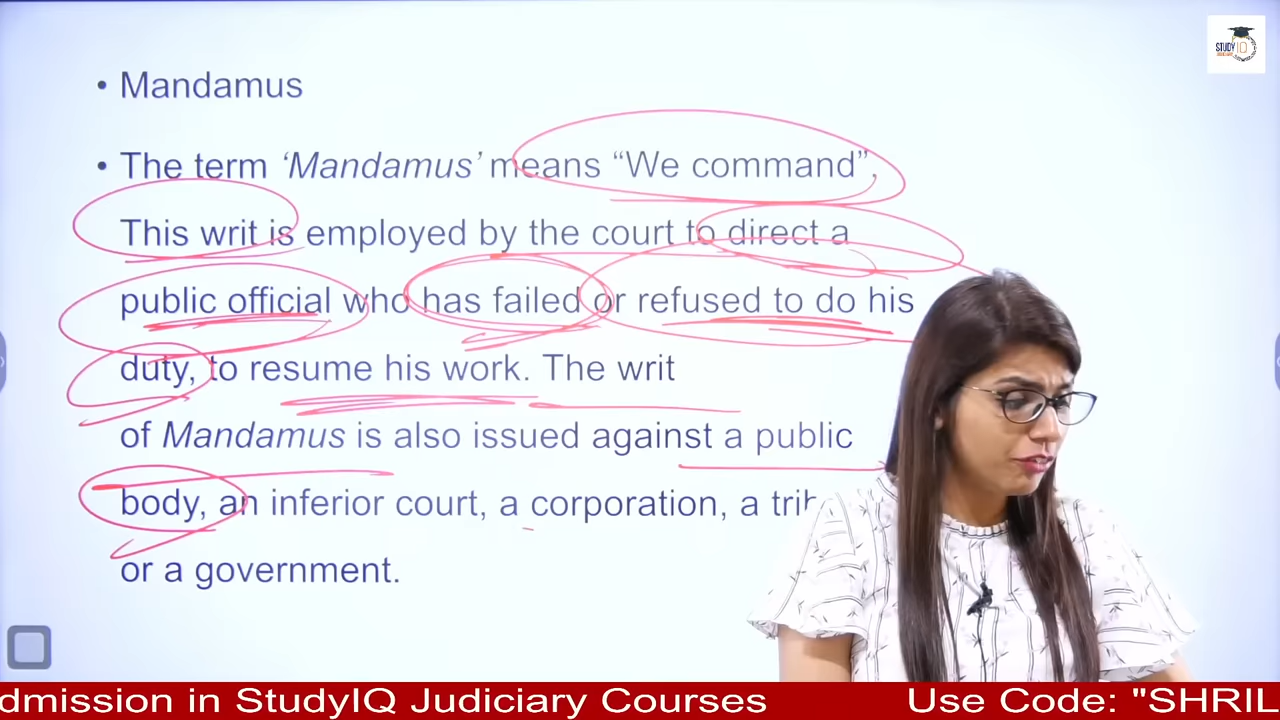 STUDY IQ
JUDICIARY
• Mandamus
• The term ‘Mandamus’ means “We command”,
This writ is employed by the court to direct a
public official who has failed or refused to do his
duty, to resume his work. The writ
of Mandamus is also issued against a public
body, an inferior court, a corporation, a
or a government.
in StudyIQ Judiciary Courses Use Code: